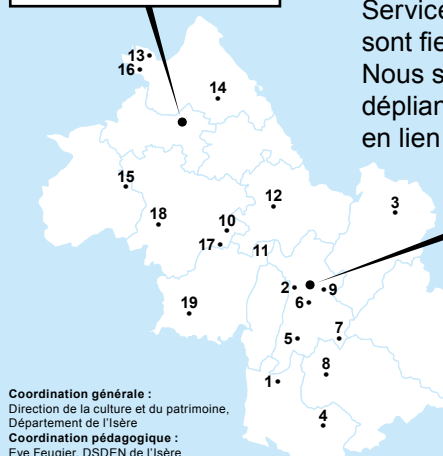 Service
sont fie
Nous s
dépliar
en lien
13
16
14
15
12
3
18
10
17
11
2
9
6
19
5
7
8
1
4
Coordination générale :
Direction de la culture et du patrimoine,
Département de l'Isère
Coordination pédagogique :
Eve Feugier, DSDEN de l'Isère